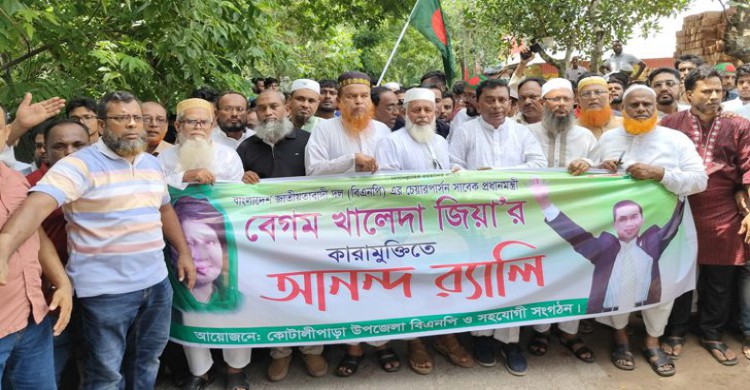 বাংলাদেশ জাতীয়তাবাদী দল (বিএনপি) এর চেয়ারপার্সন সাবেক প্রধানমন্ত্রী
বেগম খালেদা জিয়া'র
কারামুক্তিতে
আনন্দ র‍্যালি
আয়োজনে: কোটালীপাড়া উপজেলা বিএনপি ও সহযোগী সংগঠন।